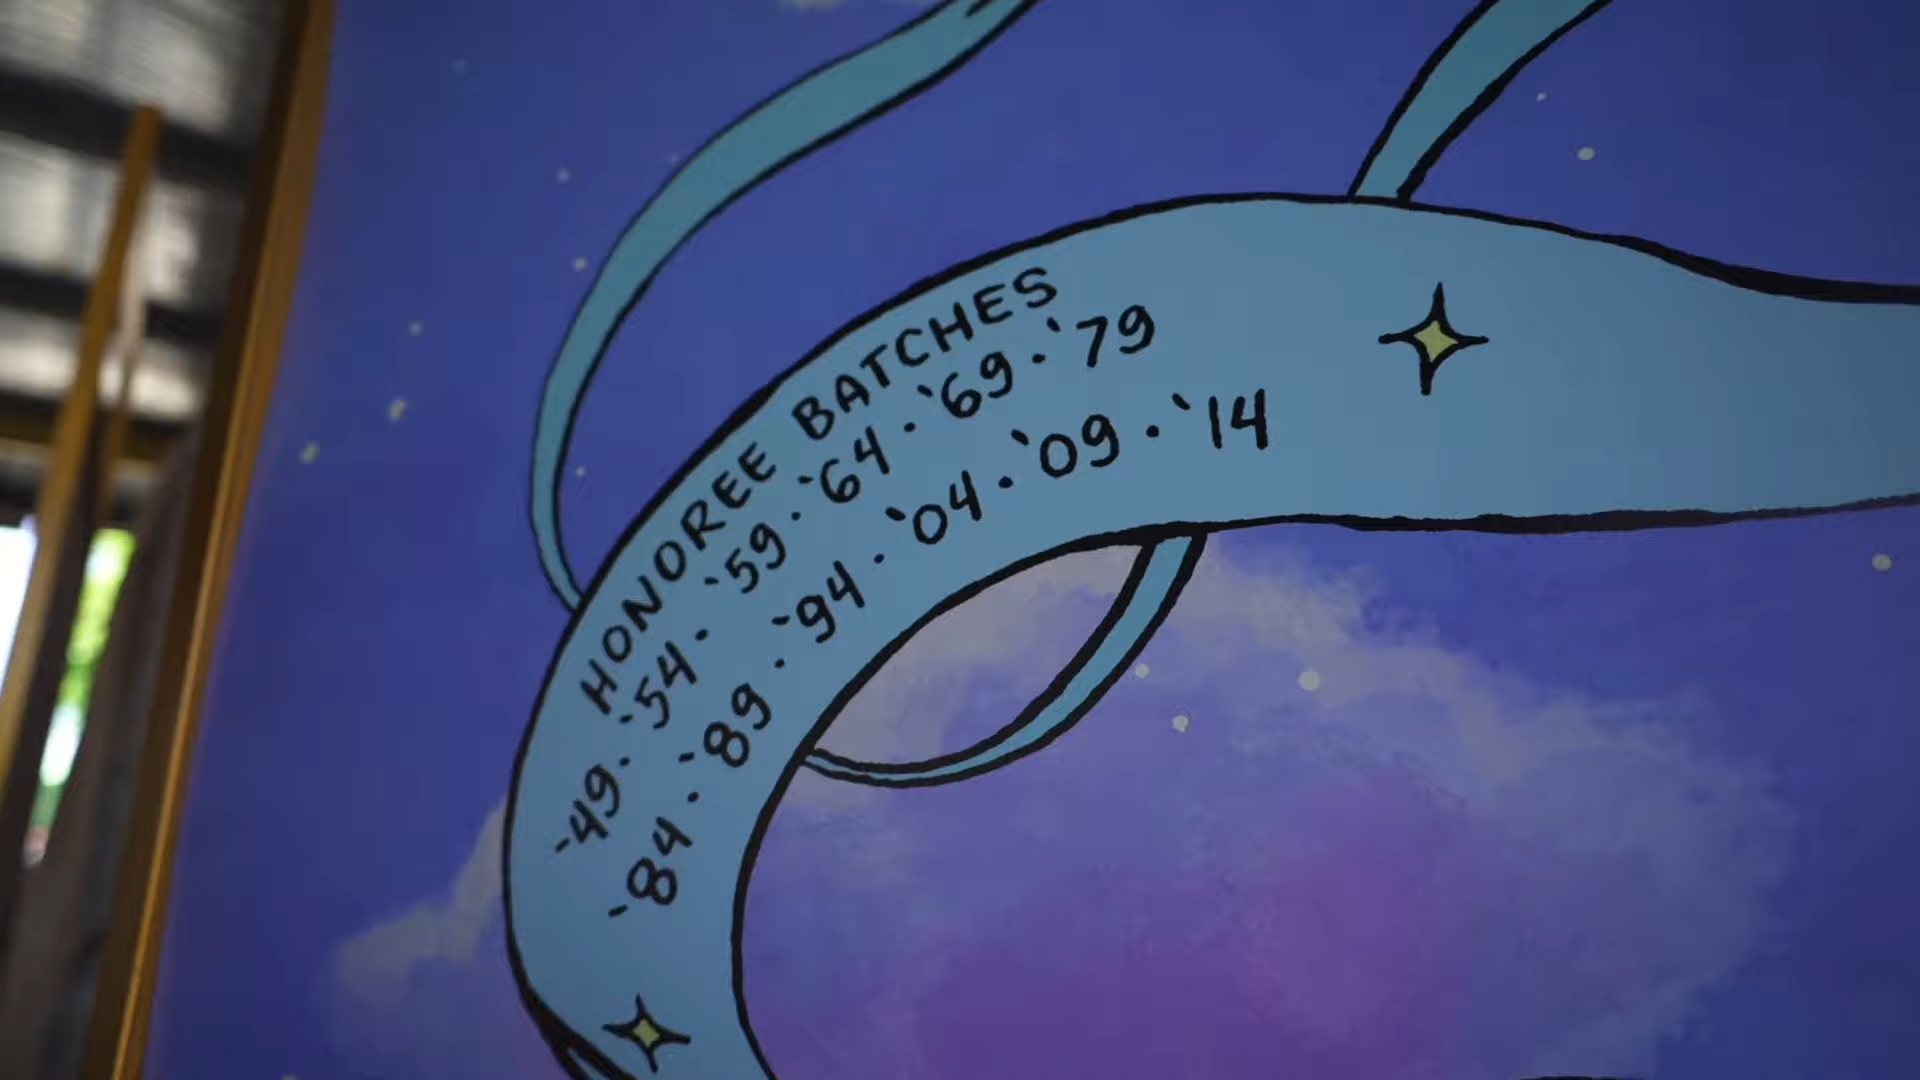 HONOREE BATCHES
'49 · '54 · '59 · '64 · '69 · '79
'84 · '89 · '94 · '04 · '09 · '14